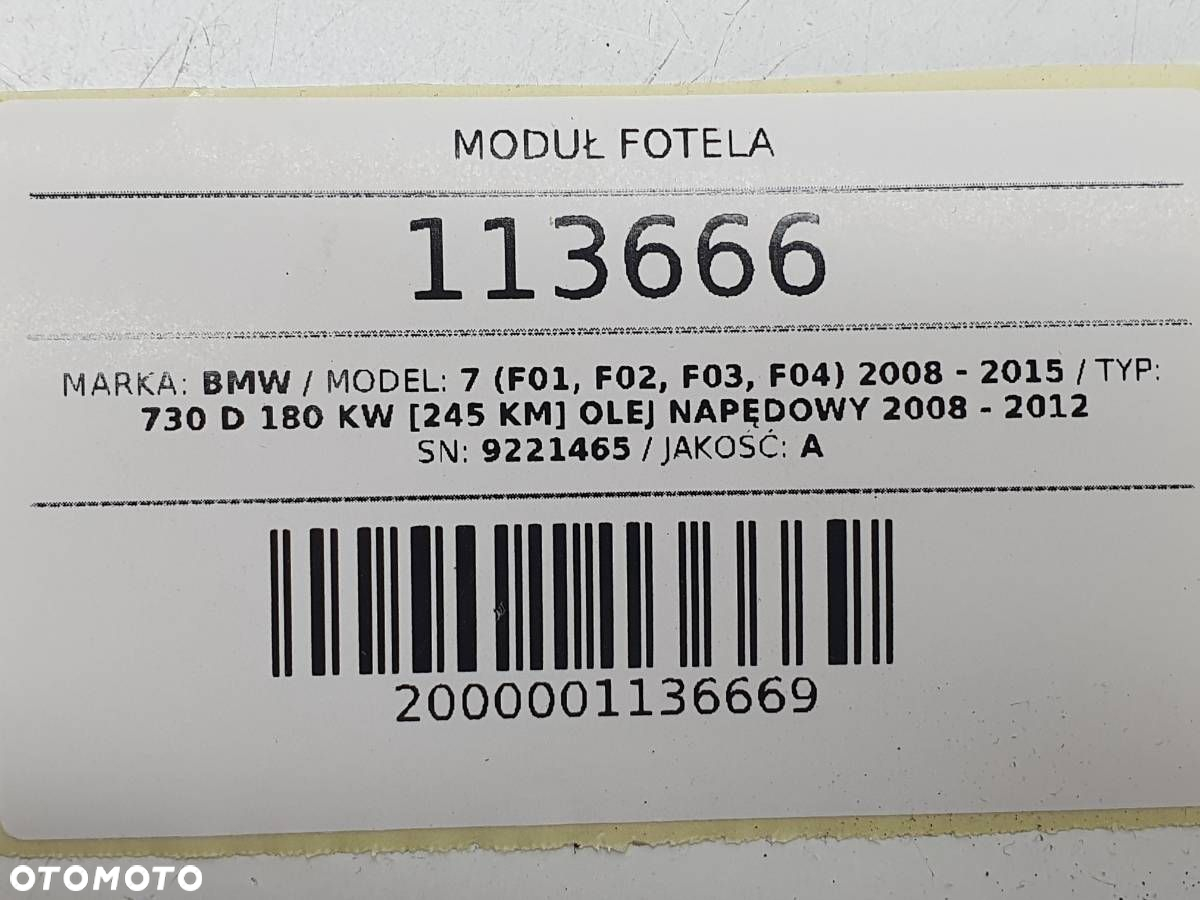 MODUŁ FOTELA
113666
MARKA: BMW / MODEL: 7 (F01, F02, F03, F04) 2008 - 2015 / TYP:
730 D 180 KW [245 KM] OLEJ NAPĘDOWY 2008 - 2012
SN: 9221465 / JAKOŚĆ: A
2000001136669
OTOMOTO